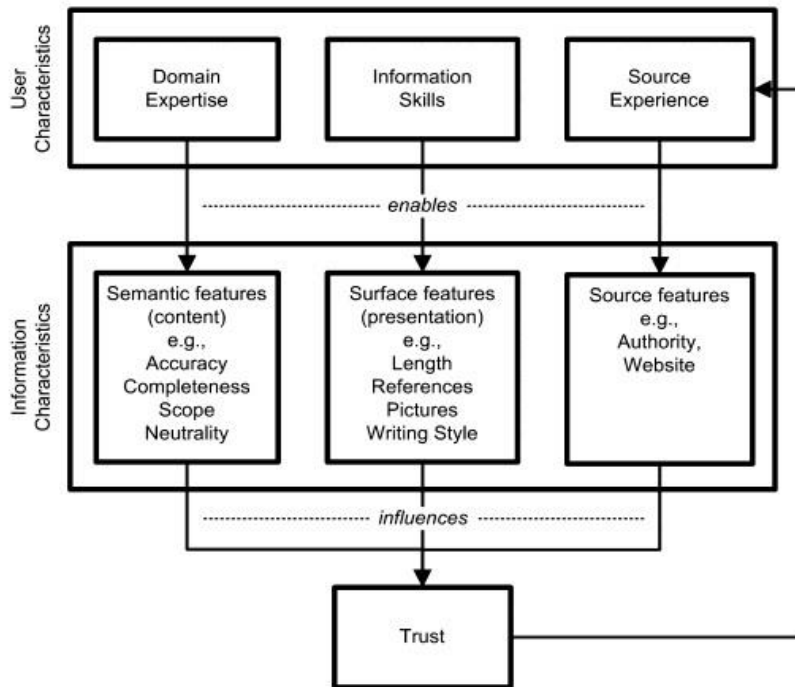 User
Characteristics
Domain
Expertise
Information
Skills
Source
Experience
enables
Information
Characteristics
Semantic features
(content)
e.g.,
Accuracy
Completeness
Scope
Neutrality
Surface features
(presentation)
e.g.,
Length
References
Pictures
Writing Style
Source features
e.g.,
Authority,
Website
influences
Trust